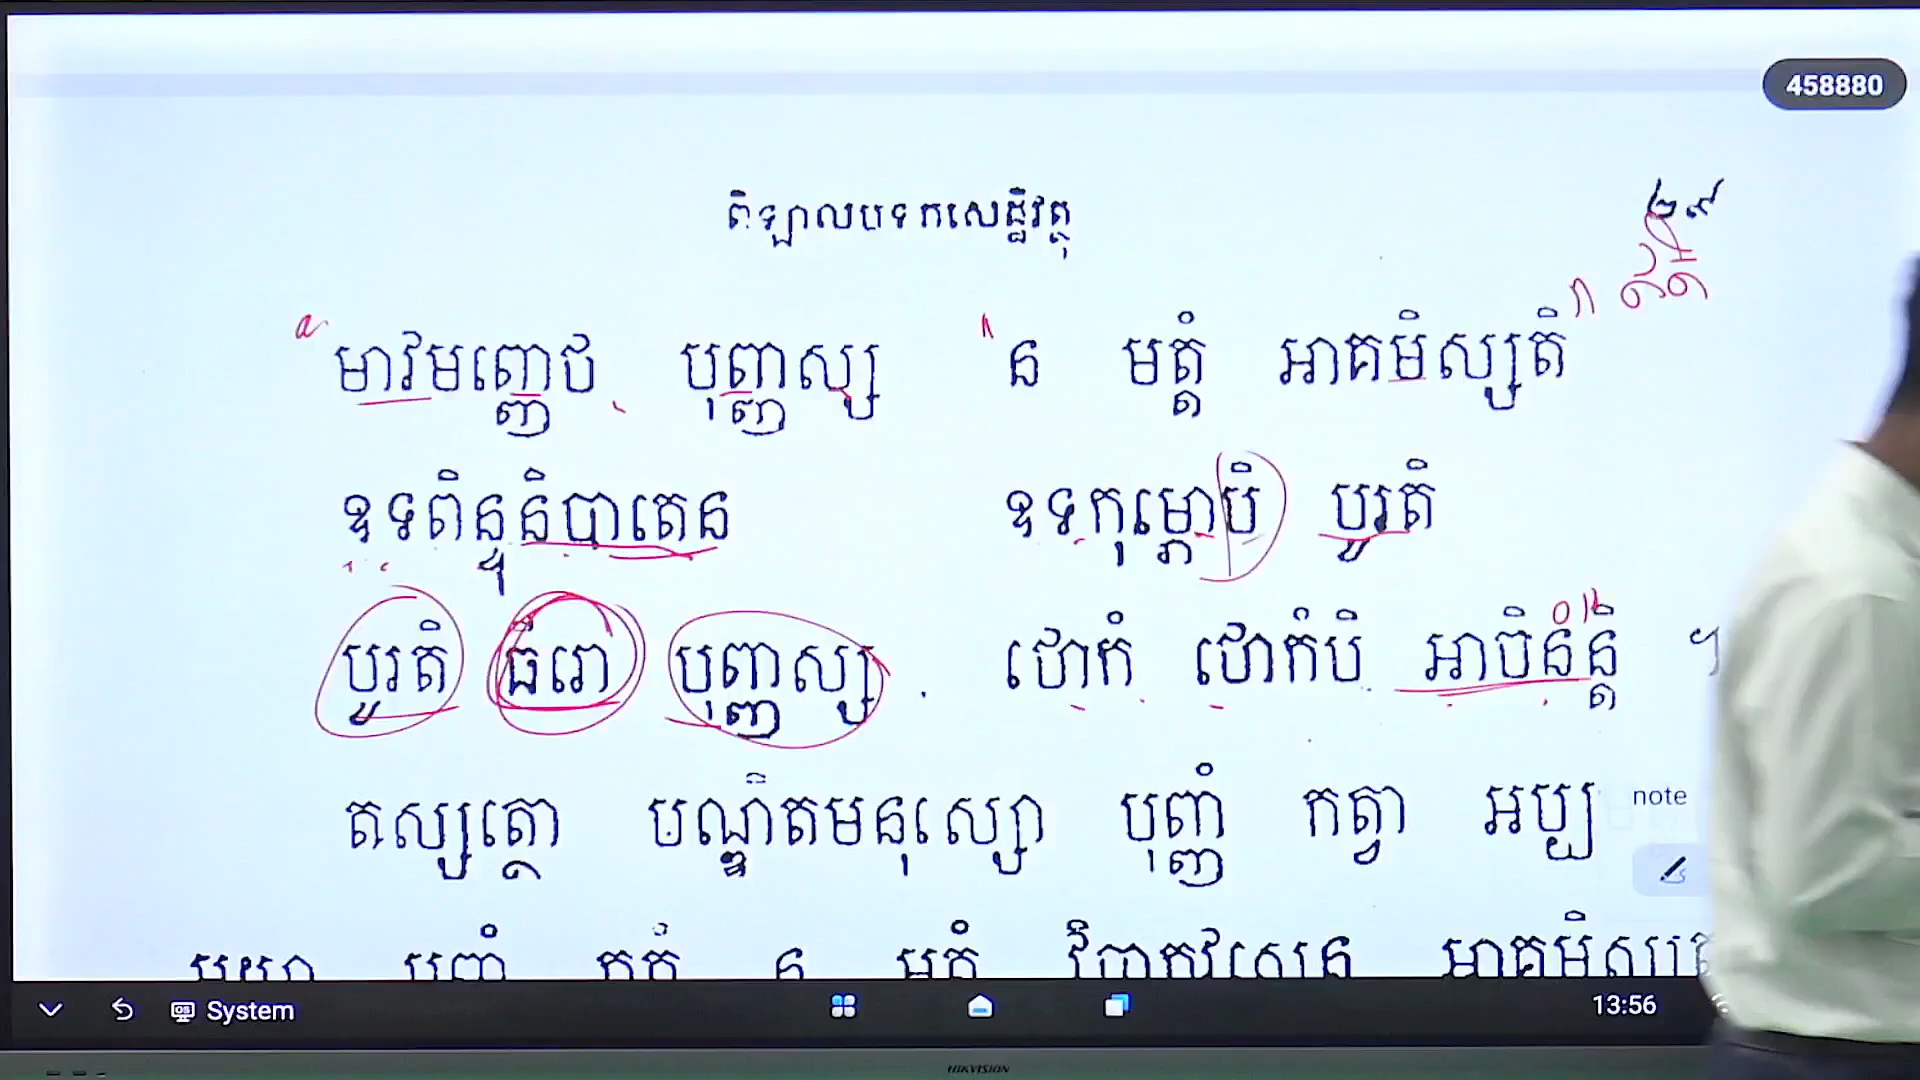 458880
ពិឡាលបទកសេដ្ឋិវត្ថុ
២៩
មាវមញ្ញេថ បុញ្ញស្ស ន មត្តំ អាគមិស្សតិ
ឧទពិន្ទុនិបាតេន ឧទកុម្ភោបិ បូរតិ
បូរតិ ធីរោ បុញ្ញស្ស ថោកំ ថោកំបិ អាចិនន្តិ ។
តស្សត្ថោ បណ្ឌិតមនុស្សោ បុញ្ញំ កត្វា អប្ប
note
System
13:56
HIKVISION